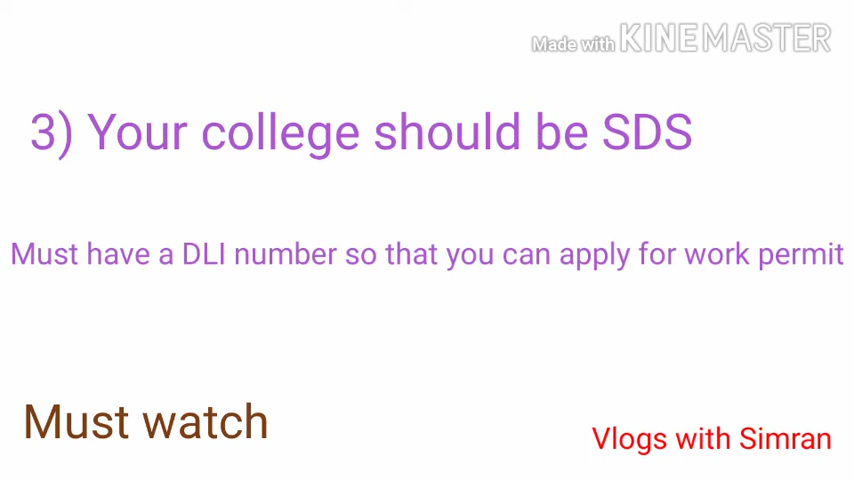 Made with KINEMASTER
3) Your college should be SDS
Must have a DLI number so that you can apply for work permit
Must watch
Vlogs with Simran